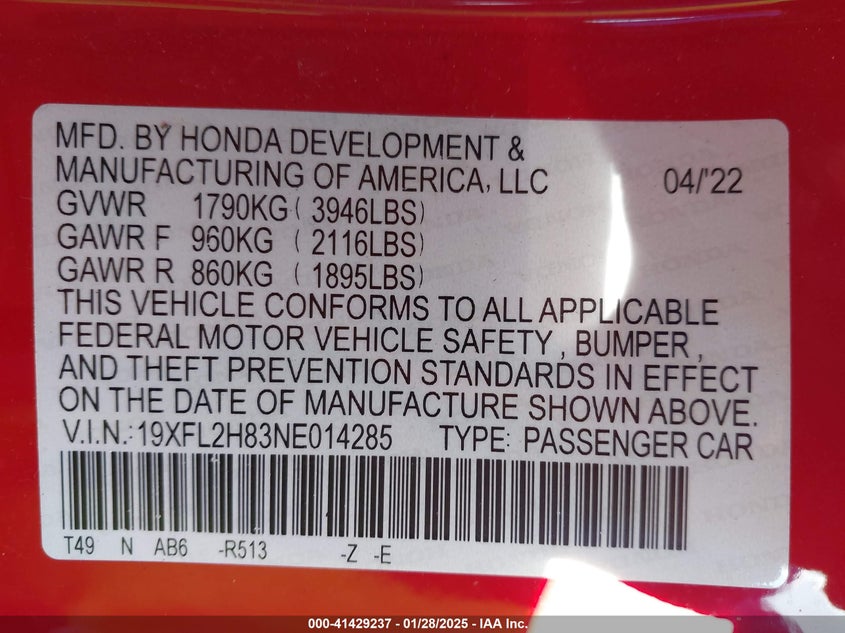 MFD. BY HONDA DEVELOPMENT &
MANUFACTURING OF AMERICA, LLC 04/'22
GVWR 1790KG ( 3946LBS)
GAWR F 960KG ( 2116LBS)
GAWR R 860KG ( 1895LBS)
THIS VEHICLE CONFORMS TO ALL APPLICABLE
FEDERAL MOTOR VEHICLE SAFETY , BUMPER ,
AND THEFT PREVENTION STANDARDS IN EFFECT
ON THE DATE OF MANUFACTURE SHOWN ABOVE.
V.I.N.: 19XFL2H83NE014285 TYPE: PASSENGER CAR
T49 N AB6 -R513 -Z -E
000-41429237 - 01/28/2025 - IAA Inc.